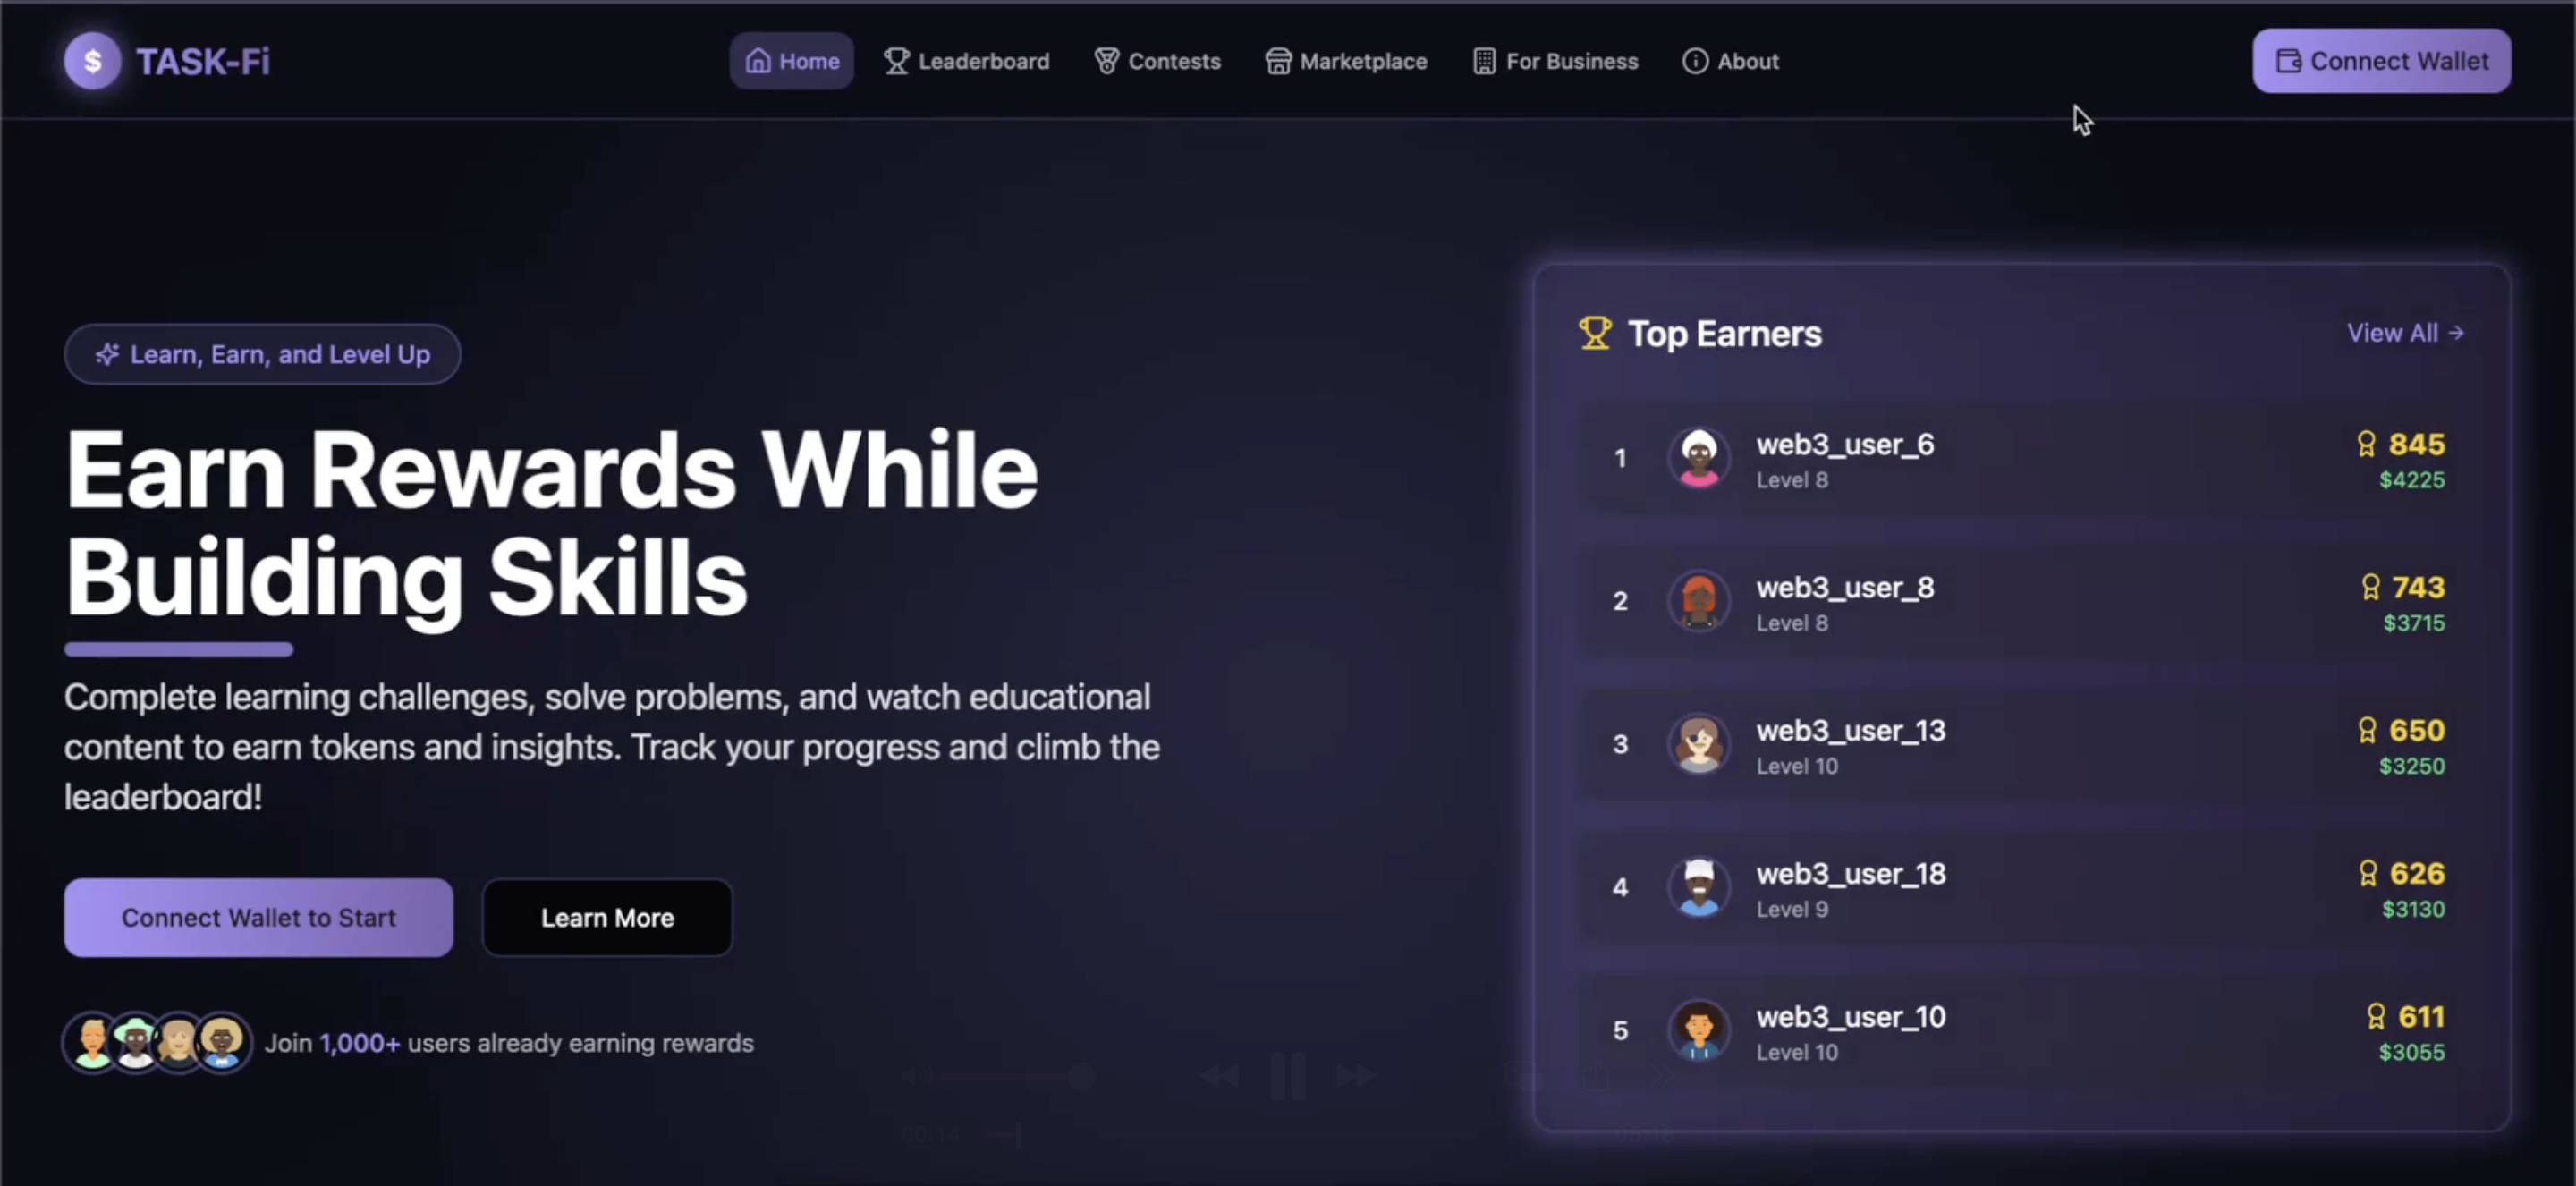 $ TASK-Fi
Home
Leaderboard
Contests
Marketplace
For Business
About
Connect Wallet
Learn, Earn, and Level Up
Earn Rewards While
Building Skills
Complete learning challenges, solve problems, and watch educational
content to earn tokens and insights. Track your progress and climb the
leaderboard!
Connect Wallet to Start
Learn More
Join 1,000+ users already earning rewards
Top Earners
View All →
1
web3_user_6
Level 8
845
$4225
2
web3_user_8
Level 8
743
$3715
3
web3_user_13
Level 10
650
$3250
4
web3_user_18
Level 9
626
$3130
5
web3_user_10
Level 10
611
$3055
00:14